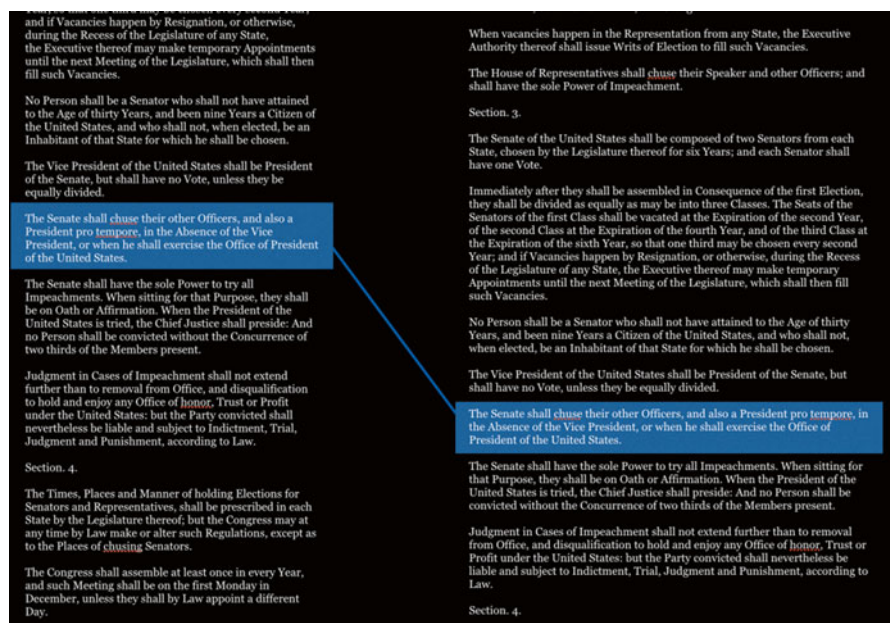 Year, so that one third may be chosen every second Year;
and if Vacancies happen by Resignation, or otherwise,
during the Recess of the Legislature of any State,
the Executive thereof may make temporary Appointments
until the next Meeting of the Legislature, which shall then
fill such Vacancies.
No Person shall be a Senator who shall not have attained
to the Age of thirty Years, and been nine Years a Citizen of
the United States, and who shall not, when elected, be an
Inhabitant of that State for which he shall be chosen.
The Vice President of the United States shall be President
of the Senate, but shall have no Vote, unless they be
equally divided.
The Senate shall chuse their other Officers, and also a
President pro tempore, in the Absence of the Vice
President, or when he shall exercise the Office of President
of the United States.
The Senate shall have the sole Power to try all
Impeachments. When sitting for that Purpose, they shall
be on Oath or Affirmation. When the President of the
United States is tried, the Chief Justice shall preside: And
no Person shall be convicted without the Concurrence of
two thirds of the Members present.
Judgment in Cases of Impeachment shall not extend
further than to removal from Office, and disqualification
to hold and enjoy any Office of honor, Trust or Profit
under the United States: but the Party convicted shall
nevertheless be liable and subject to Indictment, Trial,
Judgment and Punishment, according to Law.
Section. 4.
The Times, Places and Manner of holding Elections for
Senators and Representatives, shall be prescribed in each
State by the Legislature thereof; but the Congress may at
any time by Law make or alter such Regulations, except as
to the Places of chusing Senators.
The Congress shall assemble at least once in every Year,
and such Meeting shall be on the first Monday in
December, unless they shall by Law appoint a different
Day.
When vacancies happen in the Representation from any State, the Executive
Authority thereof shall issue Writs of Election to fill such Vacancies.
The House of Representatives shall chuse their Speaker and other Officers; and
shall have the sole Power of Impeachment.
Section. 3.
The Senate of the United States shall be composed of two Senators from each
State, chosen by the Legislature thereof for six Years; and each Senator shall
have one Vote.
Immediately after they shall be assembled in Consequence of the first Election,
they shall be divided as equally as may be into three Classes. The Seats of the
Senators of the first Class shall be vacated at the Expiration of the second Year,
of the second Class at the Expiration of the fourth Year, and of the third Class at
the Expiration of the sixth Year, so that one third may be chosen every second
Year; and if Vacancies happen by Resignation, or otherwise, during the Recess
of the Legislature of any State, the Executive thereof may make temporary
Appointments until the next Meeting of the Legislature, which shall then fill
such Vacancies.
No Person shall be a Senator who shall not have attained to the Age of thirty
Years, and been nine Years a Citizen of the United States, and who shall not,
when elected, be an Inhabitant of that State for which he shall be chosen.
The Vice President of the United States shall be President of the Senate, but
shall have no Vote, unless they be equally divided.
The Senate shall chuse their other Officers, and also a President pro tempore, in
the Absence of the Vice President, or when he shall exercise the Office of
President of the United States.
The Senate shall have the sole Power to try all Impeachments. When sitting for
that Purpose, they shall be on Oath or Affirmation. When the President of the
United States is tried, the Chief Justice shall preside: And no Person shall be
convicted without the Concurrence of two thirds of the Members present.
Judgment in Cases of Impeachment shall not extend further than to removal
from Office, and disqualification to hold and enjoy any Office of honor, Trust or
Profit under the United States: but the Party convicted shall nevertheless be
liable and subject to Indictment, Trial, Judgment and Punishment, according to
Law.
Section. 4.